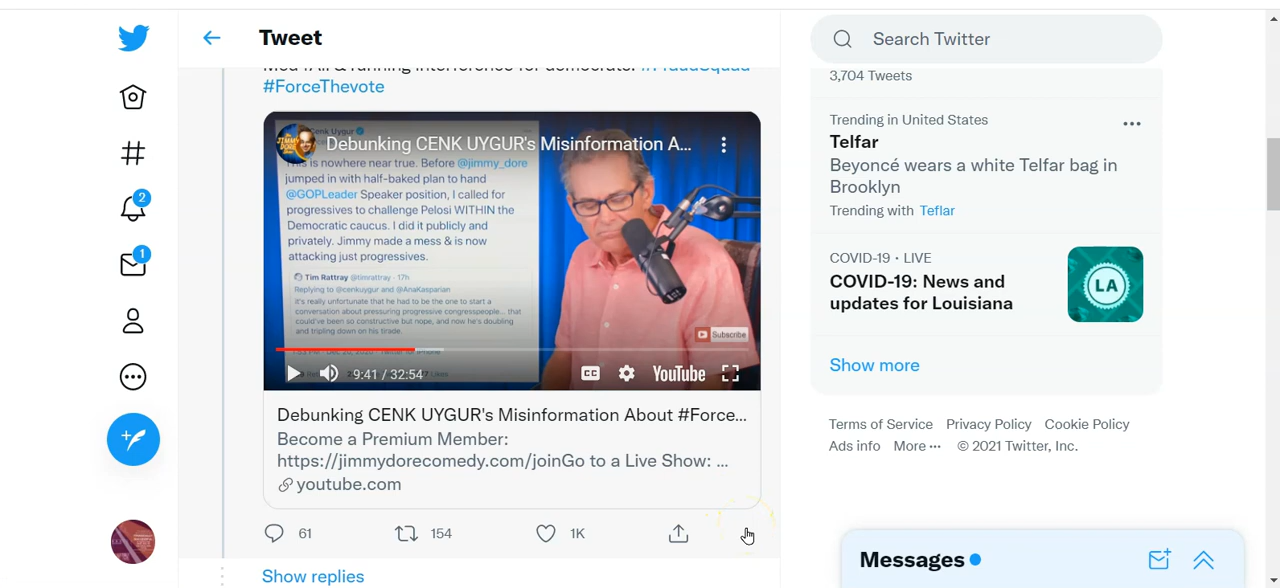 Tweet
#ForceThevote
Cenk Uygur
Debunking CENK UYGUR's Misinformation A...
This is nowhere near true. Before @jimmy_dore
jumped in with half-baked plan to hand
@GOPLeader Speaker position, I called for
progressives to challenge Pelosi WITHIN the
Democratic caucus. I did it publicly and
privately. Jimmy made a mess & is now
attacking just progressives.
Tim Rattray @timrattray · 17h
Replying to @cenkuygur and @AnaKasparian
it's really unfortunate that he had to be the one to start a
conversation about pressuring progressive congresspeople... that
could've been so constructive but nope, and now he's doubling
and tripling down on his tirade.
Subscribe
9:41 / 32:54
CC
YouTube
Debunking CENK UYGUR's Misinformation About #Force...
Become a Premium Member:
https://jimmydorecomedy.com/joinGo to a Live Show: ...
youtube.com
61
154
1K
Show replies
2
1
Search Twitter
3,704 Tweets
Trending in United States
Telfar
Beyoncé wears a white Telfar bag in
Brooklyn
Trending with Teflar
COVID-19 · LIVE
COVID-19: News and
updates for Louisiana
LA
Show more
Terms of Service Privacy Policy Cookie Policy
Ads info More ··· © 2021 Twitter, Inc.
Messages